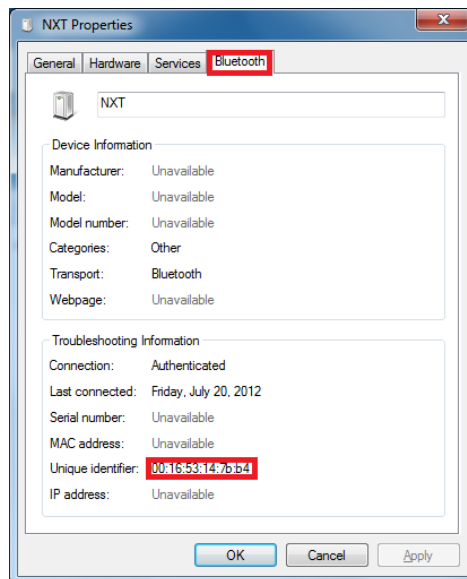 NXT Properties
General Hardware Services Bluetooth
NXT
Device Information
Manufacturer: Unavailable
Model: Unavailable
Model number: Unavailable
Categories: Other
Transport: Bluetooth
Webpage: Unavailable
Troubleshooting Information
Connection: Authenticated
Last connected: Friday, July 20, 2012
Serial number: Unavailable
MAC address: Unavailable
Unique identifier: 00:16:53:14:7b:b4
IP address: Unavailable
OK Cancel Apply